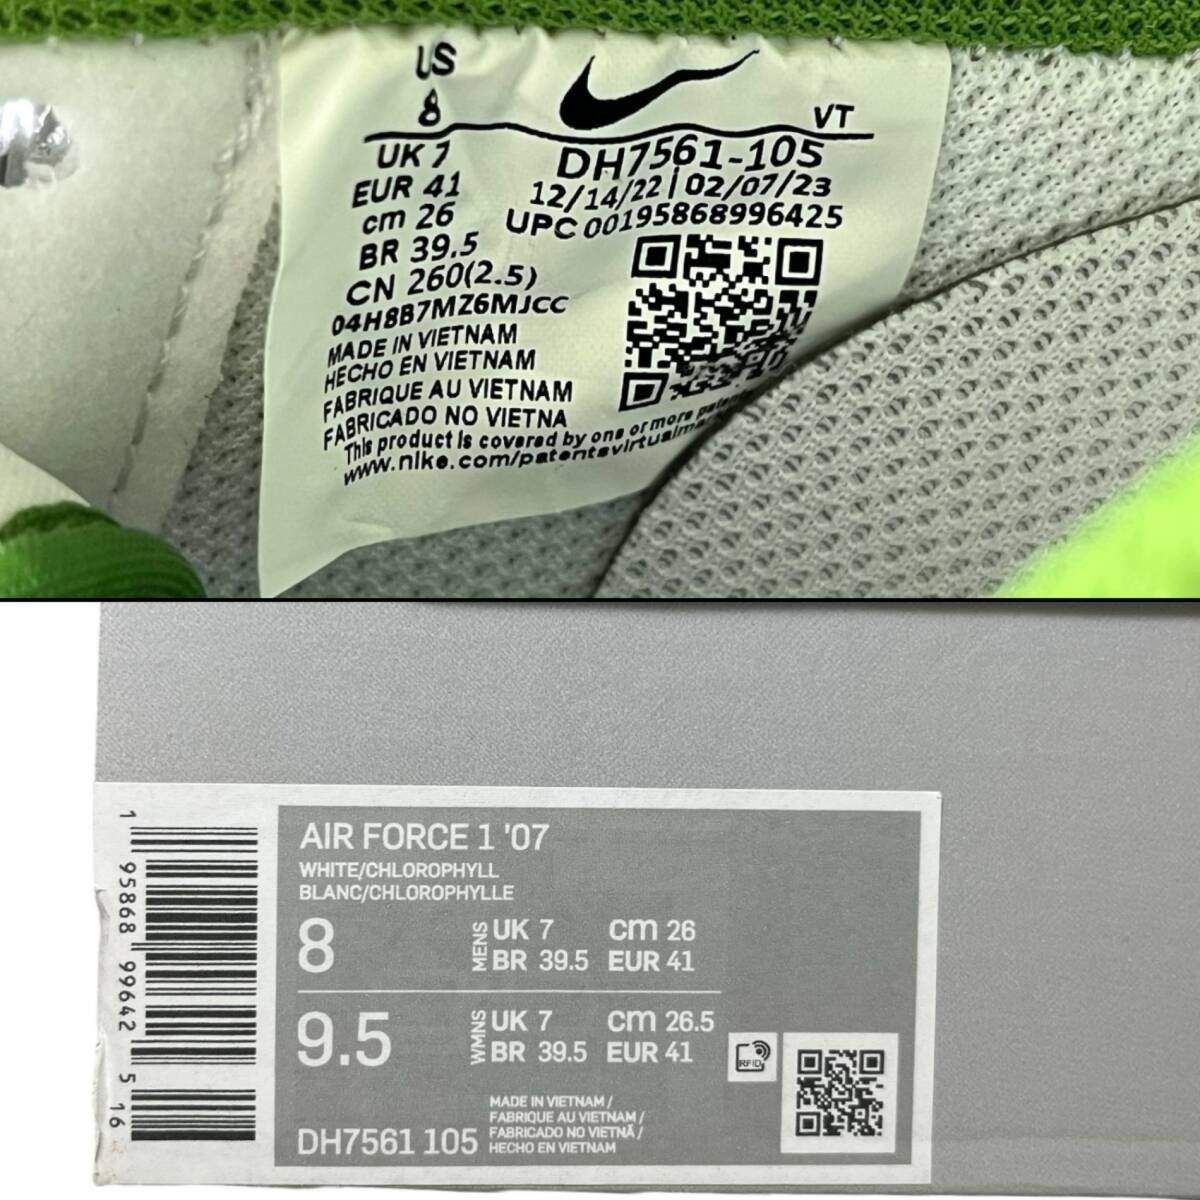 US
8
VT
UK 7
EUR 41
cm 26
BR 39.5
CN 260(2.5)
04H8B7MZ6MJCC
DH7561-105
12/14/22 | 02/07/23
UPC 00195868996425
MADE IN VIETNAM
HECHO EN VIETNAM
FABRIQUE AU VIETNAM
FABRICADO NO VIETNA
This product is covered by one or more
www.nike.com/patents
1 95868 99642 5 16
AIR FORCE 1 '07
WHITE/CHLOROPHYLL
BLANC/CHLOROPHYLLE
8 MENS UK 7 cm 26
BR 39.5 EUR 41
9.5 WMNS UK 7 cm 26.5
BR 39.5 EUR 41
RFID
MADE IN VIETNAM /
FABRIQUE AU VIETNAM /
FABRICADO NO VIETNÃ /
HECHO EN VIETNAM
DH7561 105